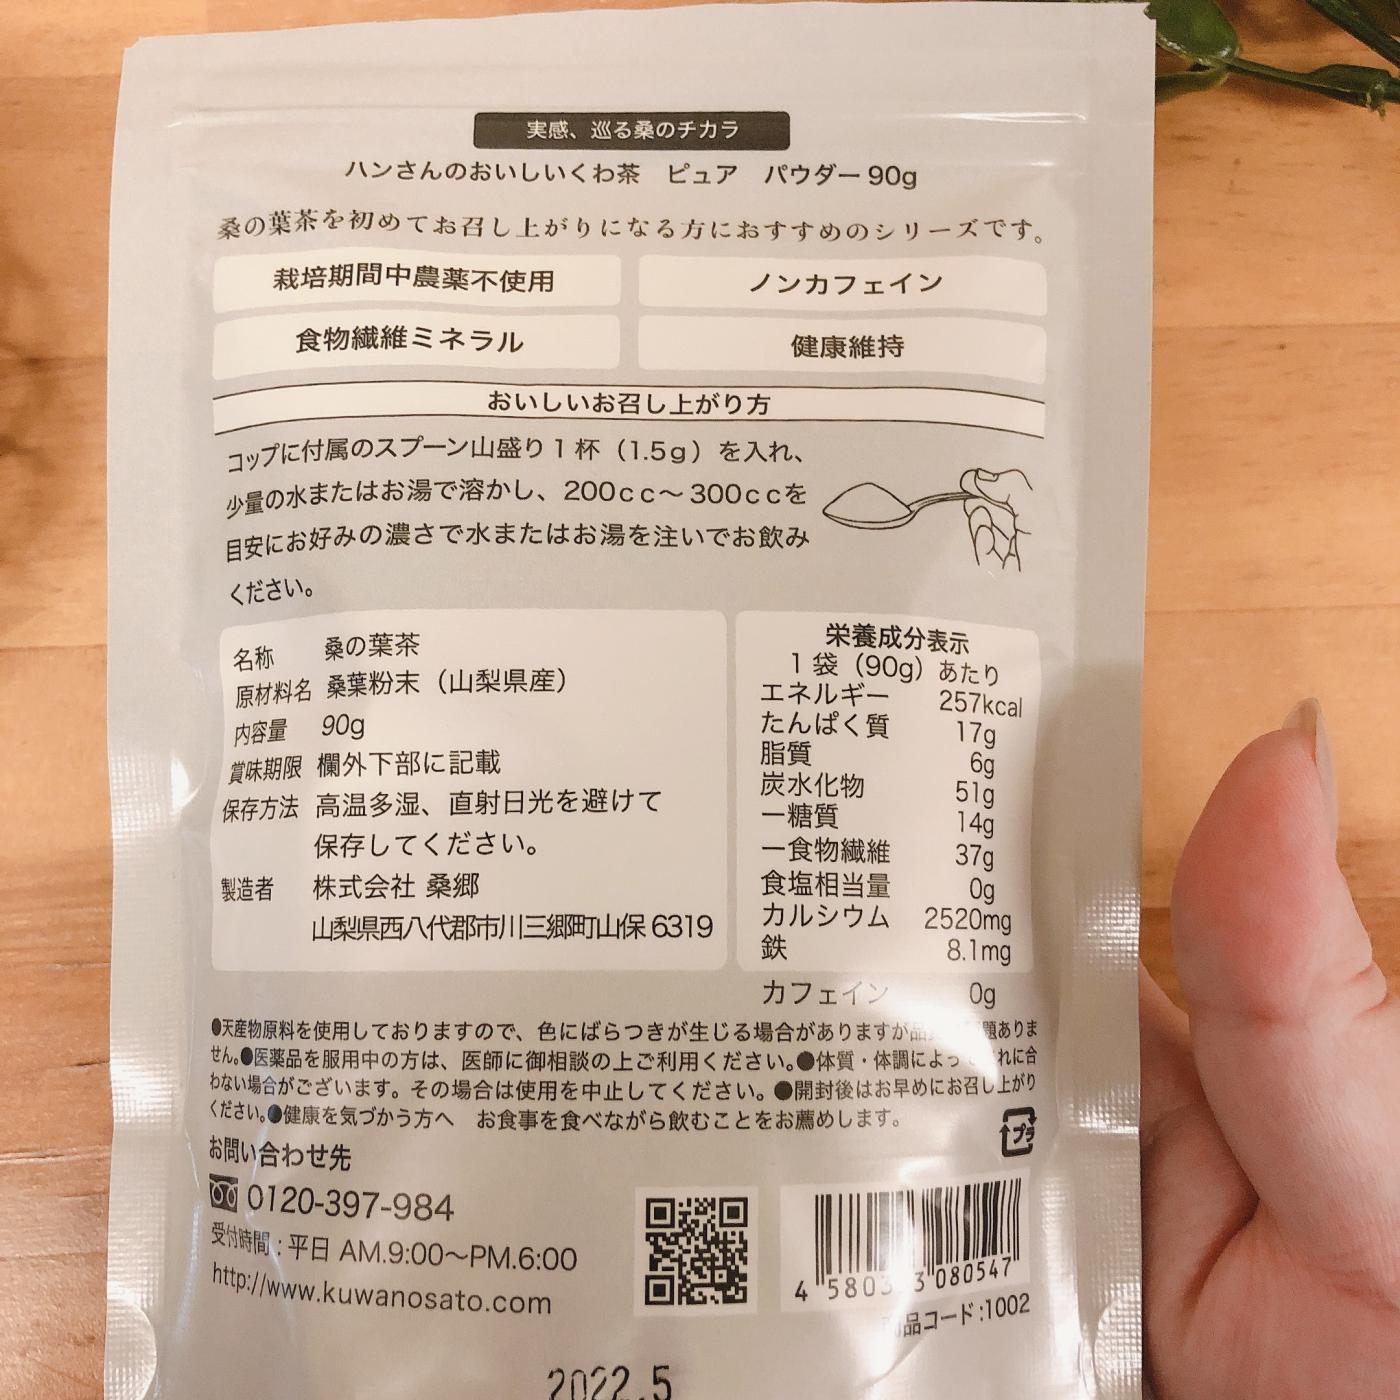 実感、巡る桑のチカラ
ハンさんのおいしいくわ茶　ピュア　パウダー 90g
桑の葉茶を初めてお召し上がりになる方におすすめのシリーズです。
栽培期間中農薬不使用　ノンカフェイン
食物繊維ミネラル　健康維持
おいしいお召し上がり方
コップに付属のスプーン山盛り1杯（1.5g）を入れ、
少量の水またはお湯で溶かし、200cc〜300ccを
目安にお好みの濃さで水またはお湯を注いでお飲み
ください。
名称　桑の葉茶
原材料名　桑葉粉末（山梨県産）
内容量　90g
賞味期限　欄外下部に記載
保存方法　高温多湿、直射日光を避けて
保存してください。
製造者　株式会社 桑郷
山梨県西八代郡市川三郷町山保 6319
栄養成分表示
1袋（90g）あたり
エネルギー　257kcal
たんぱく質　17g
脂質　6g
炭水化物　51g
ー糖質　14g
ー食物繊維　37g
食塩相当量　0g
カルシウム　2520mg
鉄　8.1mg
カフェイン　0g
●天産物原料を使用しておりますので、色にばらつきが生じる場合がありますが品 題ありま
せん。●医薬品を服用中の方は、医師に御相談の上ご利用ください。●体質・体調によっ れに合
わない場合がございます。その場合は使用を中止してください。●開封後はお早めにお召し上がり
ください。●健康を気づかう方へ　お食事を食べながら飲むことをお薦めします。
プラ
お問い合わせ先
0120-397-984
受付時間：平日 AM.9:00〜PM.6:00
http://www.kuwanosato.com
4 5803 3 080547
品コード:1002
2022.5